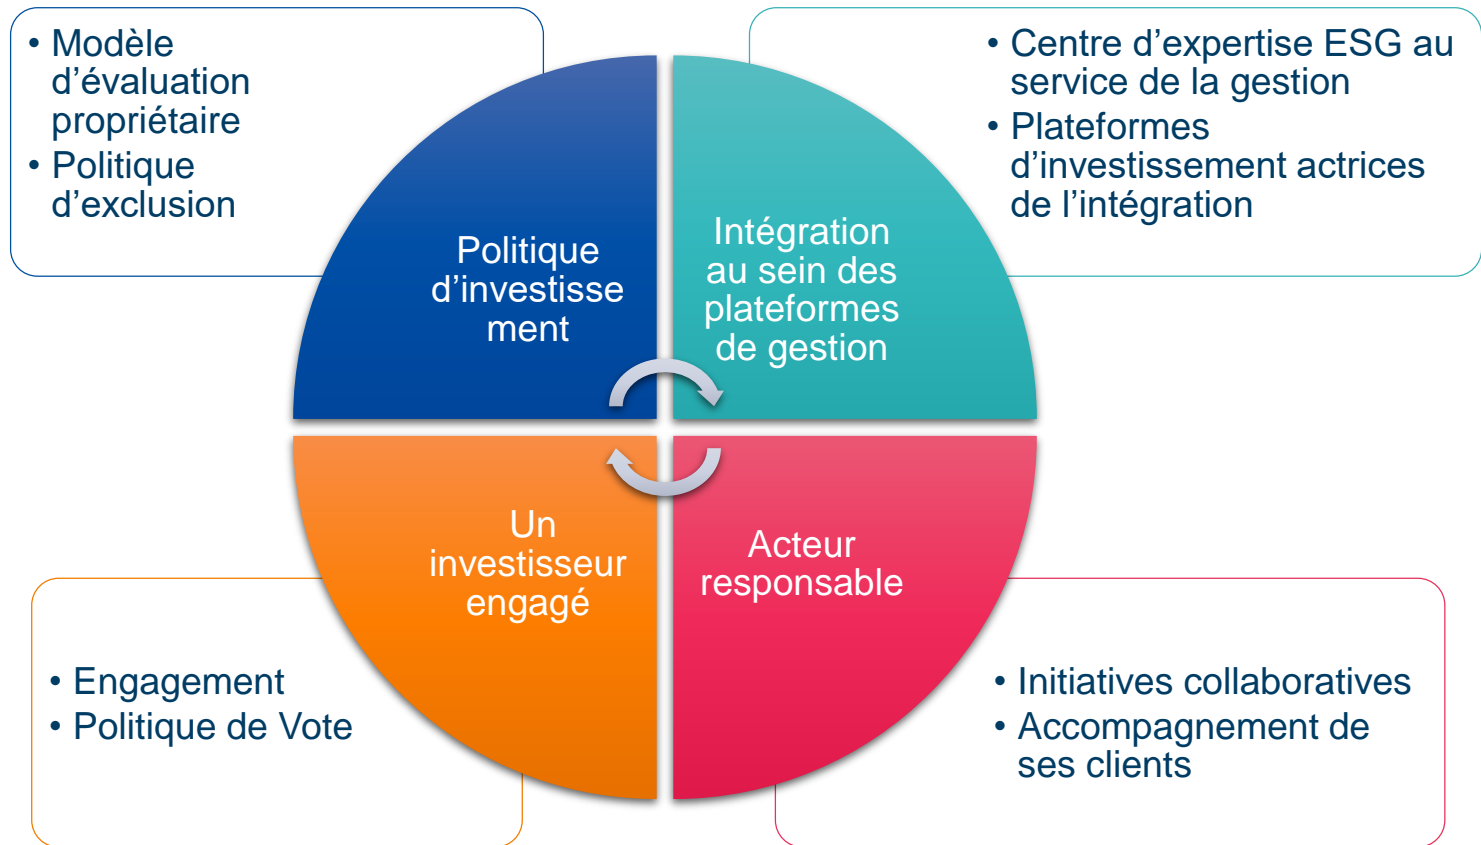 • Modèle
d’évaluation
propriétaire
• Politique
d’exclusion
• Centre d’expertise ESG au
service de la gestion
• Plateformes
d’investissement actrices
de l’intégration
Politique
d’investisse
ment
Intégration
au sein des
plateformes
de gestion
Un
investisseur
engagé
Acteur
responsable
• Engagement
• Politique de Vote
• Initiatives collaboratives
• Accompagnement de
ses clients